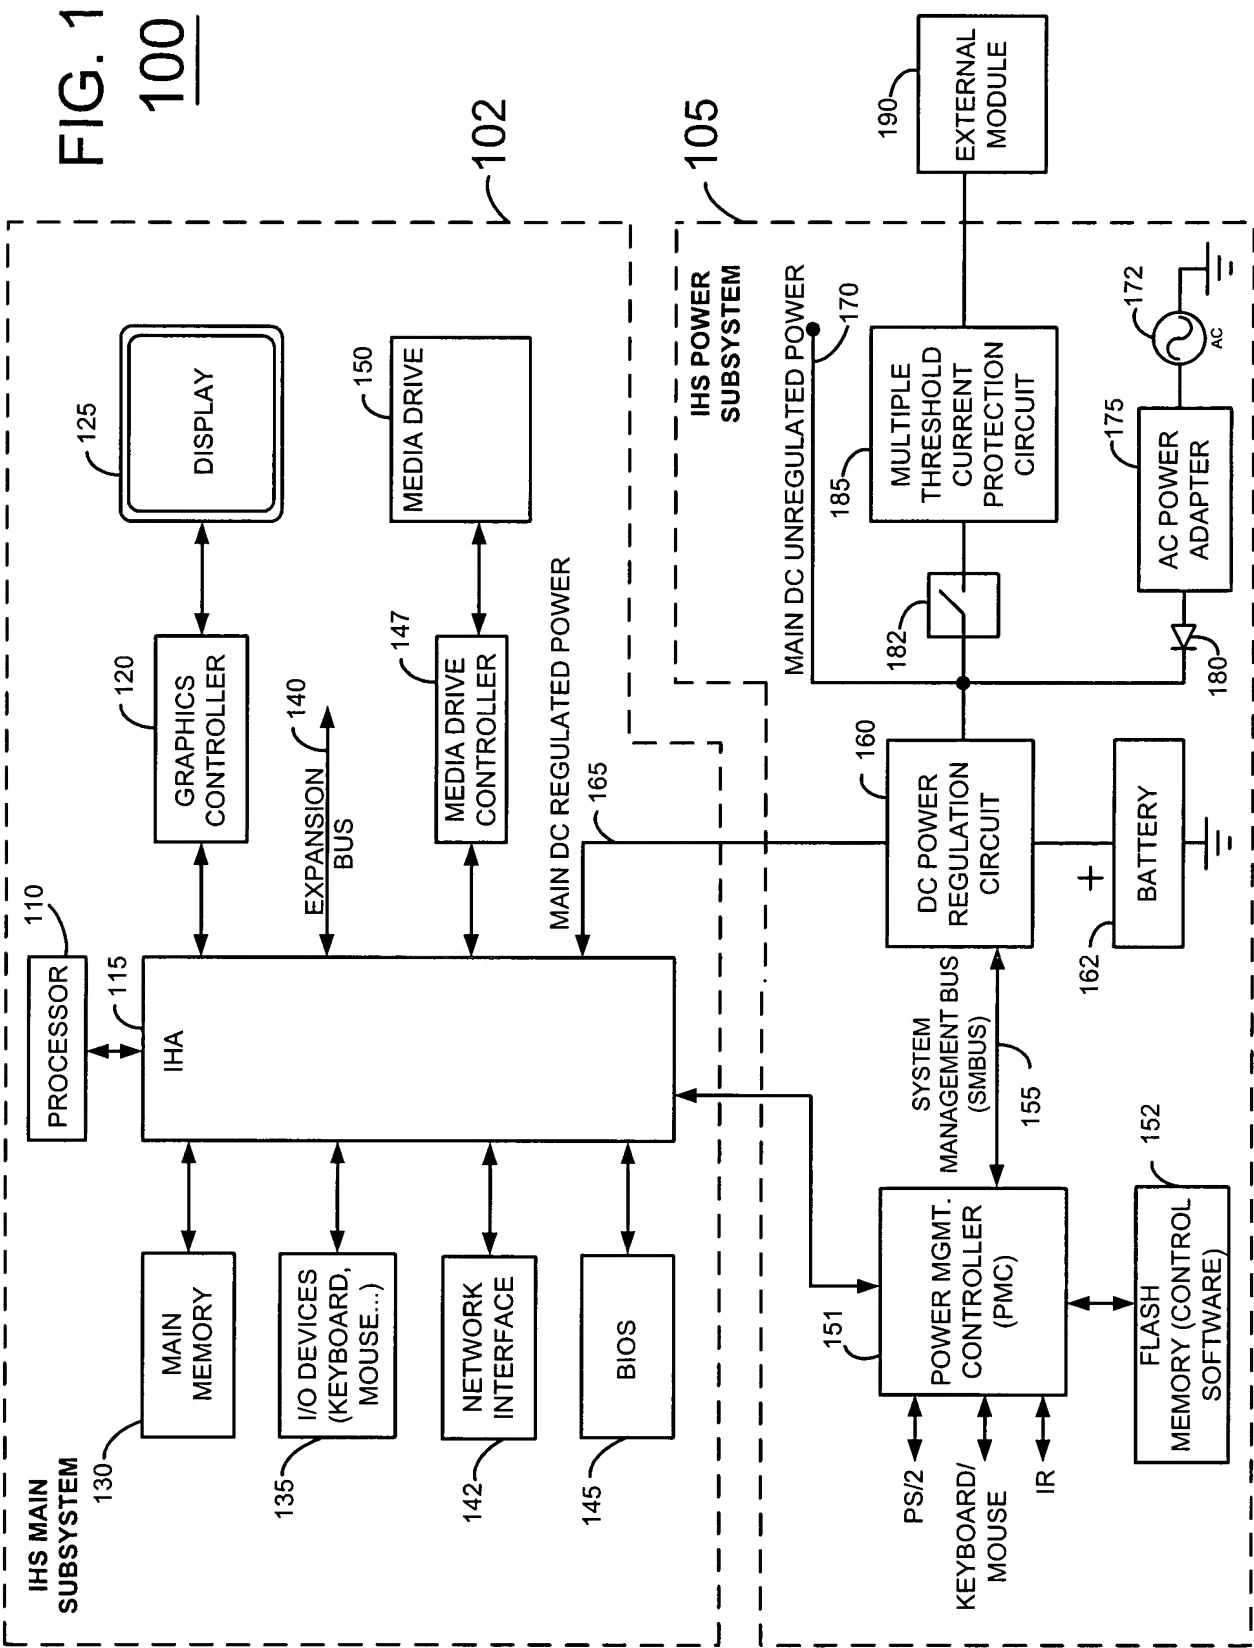 FIG. 1
100
IHS MAIN
SUBSYSTEM
PROCESSOR
110
IHA
115
MAIN
MEMORY
130
I/O DEVICES
(KEYBOARD,
MOUSE...)
135
NETWORK
INTERFACE
142
BIOS
145
GRAPHICS
CONTROLLER
120
DISPLAY
125
EXPANSION
BUS
140
MEDIA DRIVE
CONTROLLER
147
MEDIA DRIVE
150
MAIN DC REGULATED POWER
165
102
IHS POWER
SUBSYSTEM
105
POWER MGMT.
CONTROLLER
(PMC)
151
PS/2
KEYBOARD/
MOUSE
IR
FLASH
MEMORY (CONTROL
SOFTWARE)
152
SYSTEM
MANAGEMENT BUS
(SMBUS)
155
DC POWER
REGULATION
CIRCUIT
160
+
BATTERY
162
MAIN DC UNREGULATED POWER
170
182
MULTIPLE
THRESHOLD
CURRENT
PROTECTION
CIRCUIT
185
180
AC POWER
ADAPTER
175
172
AC
EXTERNAL
MODULE
190